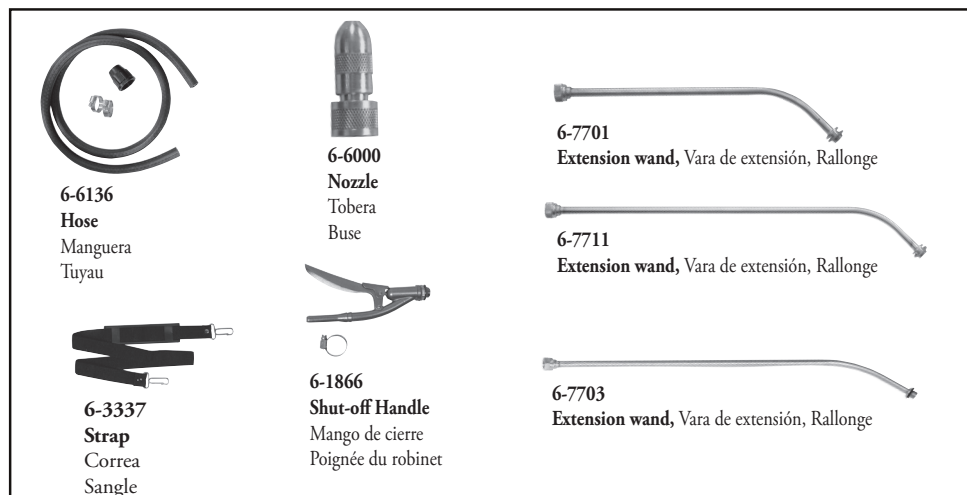 6-6136
Hose
Manguera
Tuyau
6-6000
Nozzle
Tobera
Buse
6-7701
Extension wand, Vara de extensión, Rallonge
6-7711
Extension wand, Vara de extensión, Rallonge
6-3337
Strap
Correa
Sangle
6-1866
Shut-off Handle
Mango de cierre
Poignée du robinet
6-7703
Extension wand, Vara de extensión, Rallonge